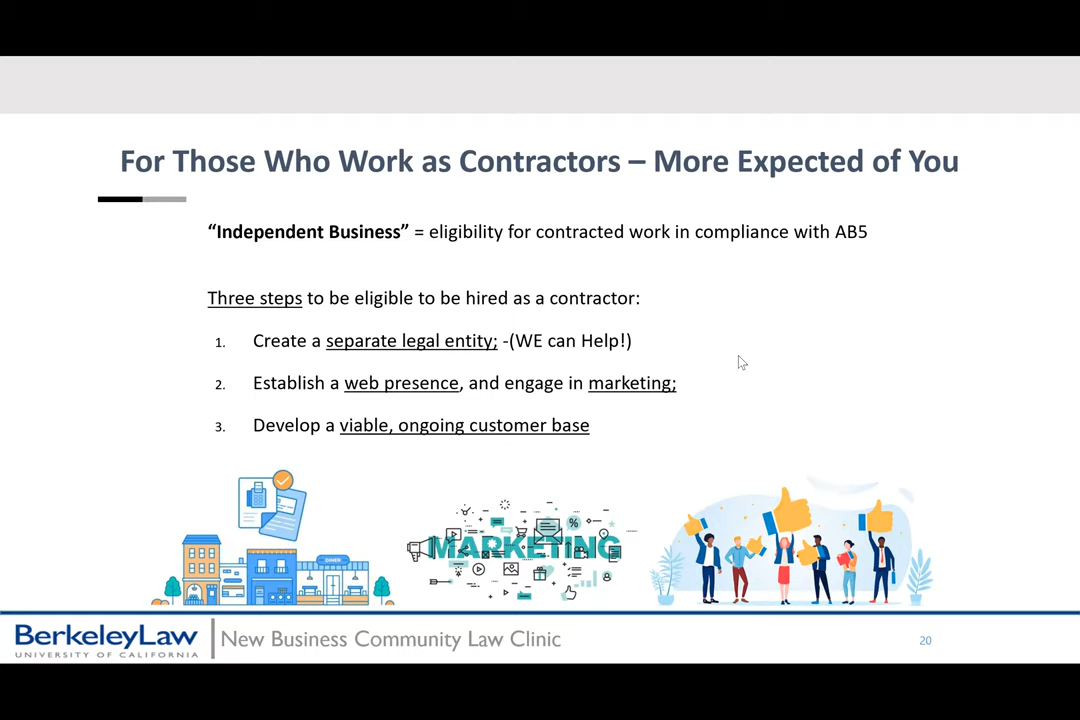 For Those Who Work as Contractors – More Expected of You
“Independent Business” = eligibility for contracted work in compliance with AB5
Three steps to be eligible to be hired as a contractor:
1. Create a separate legal entity; -(WE can Help!)
2. Establish a web presence, and engage in marketing;
3. Develop a viable, ongoing customer base
DINER
MARKETING
%
BerkeleyLaw
UNIVERSITY OF CALIFORNIA
New Business Community Law Clinic
20